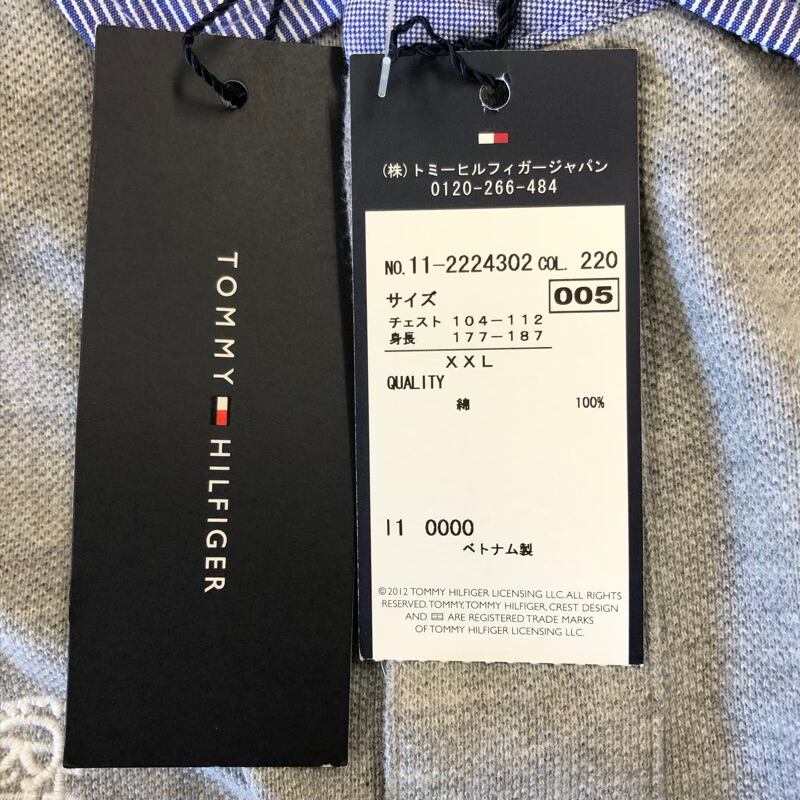 TOMMY HILFIGER
(株)トミーヒルフィガージャパン
0120-266-484
NO. 11-2224302 COL. 220
サイズ 005
チェスト 104-112
身長 177-187
XXL
QUALITY
綿 100%
I1 0000
ベトナム製
©2012 TOMMY HILFIGER LICENSING LLC. ALL RIGHTS
RESERVED. TOMMY, TOMMY HILFIGER, CREST DESIGN
AND ARE REGISTERED TRADE MARKS
OF TOMMY HILFIGER LICENSING LLC.